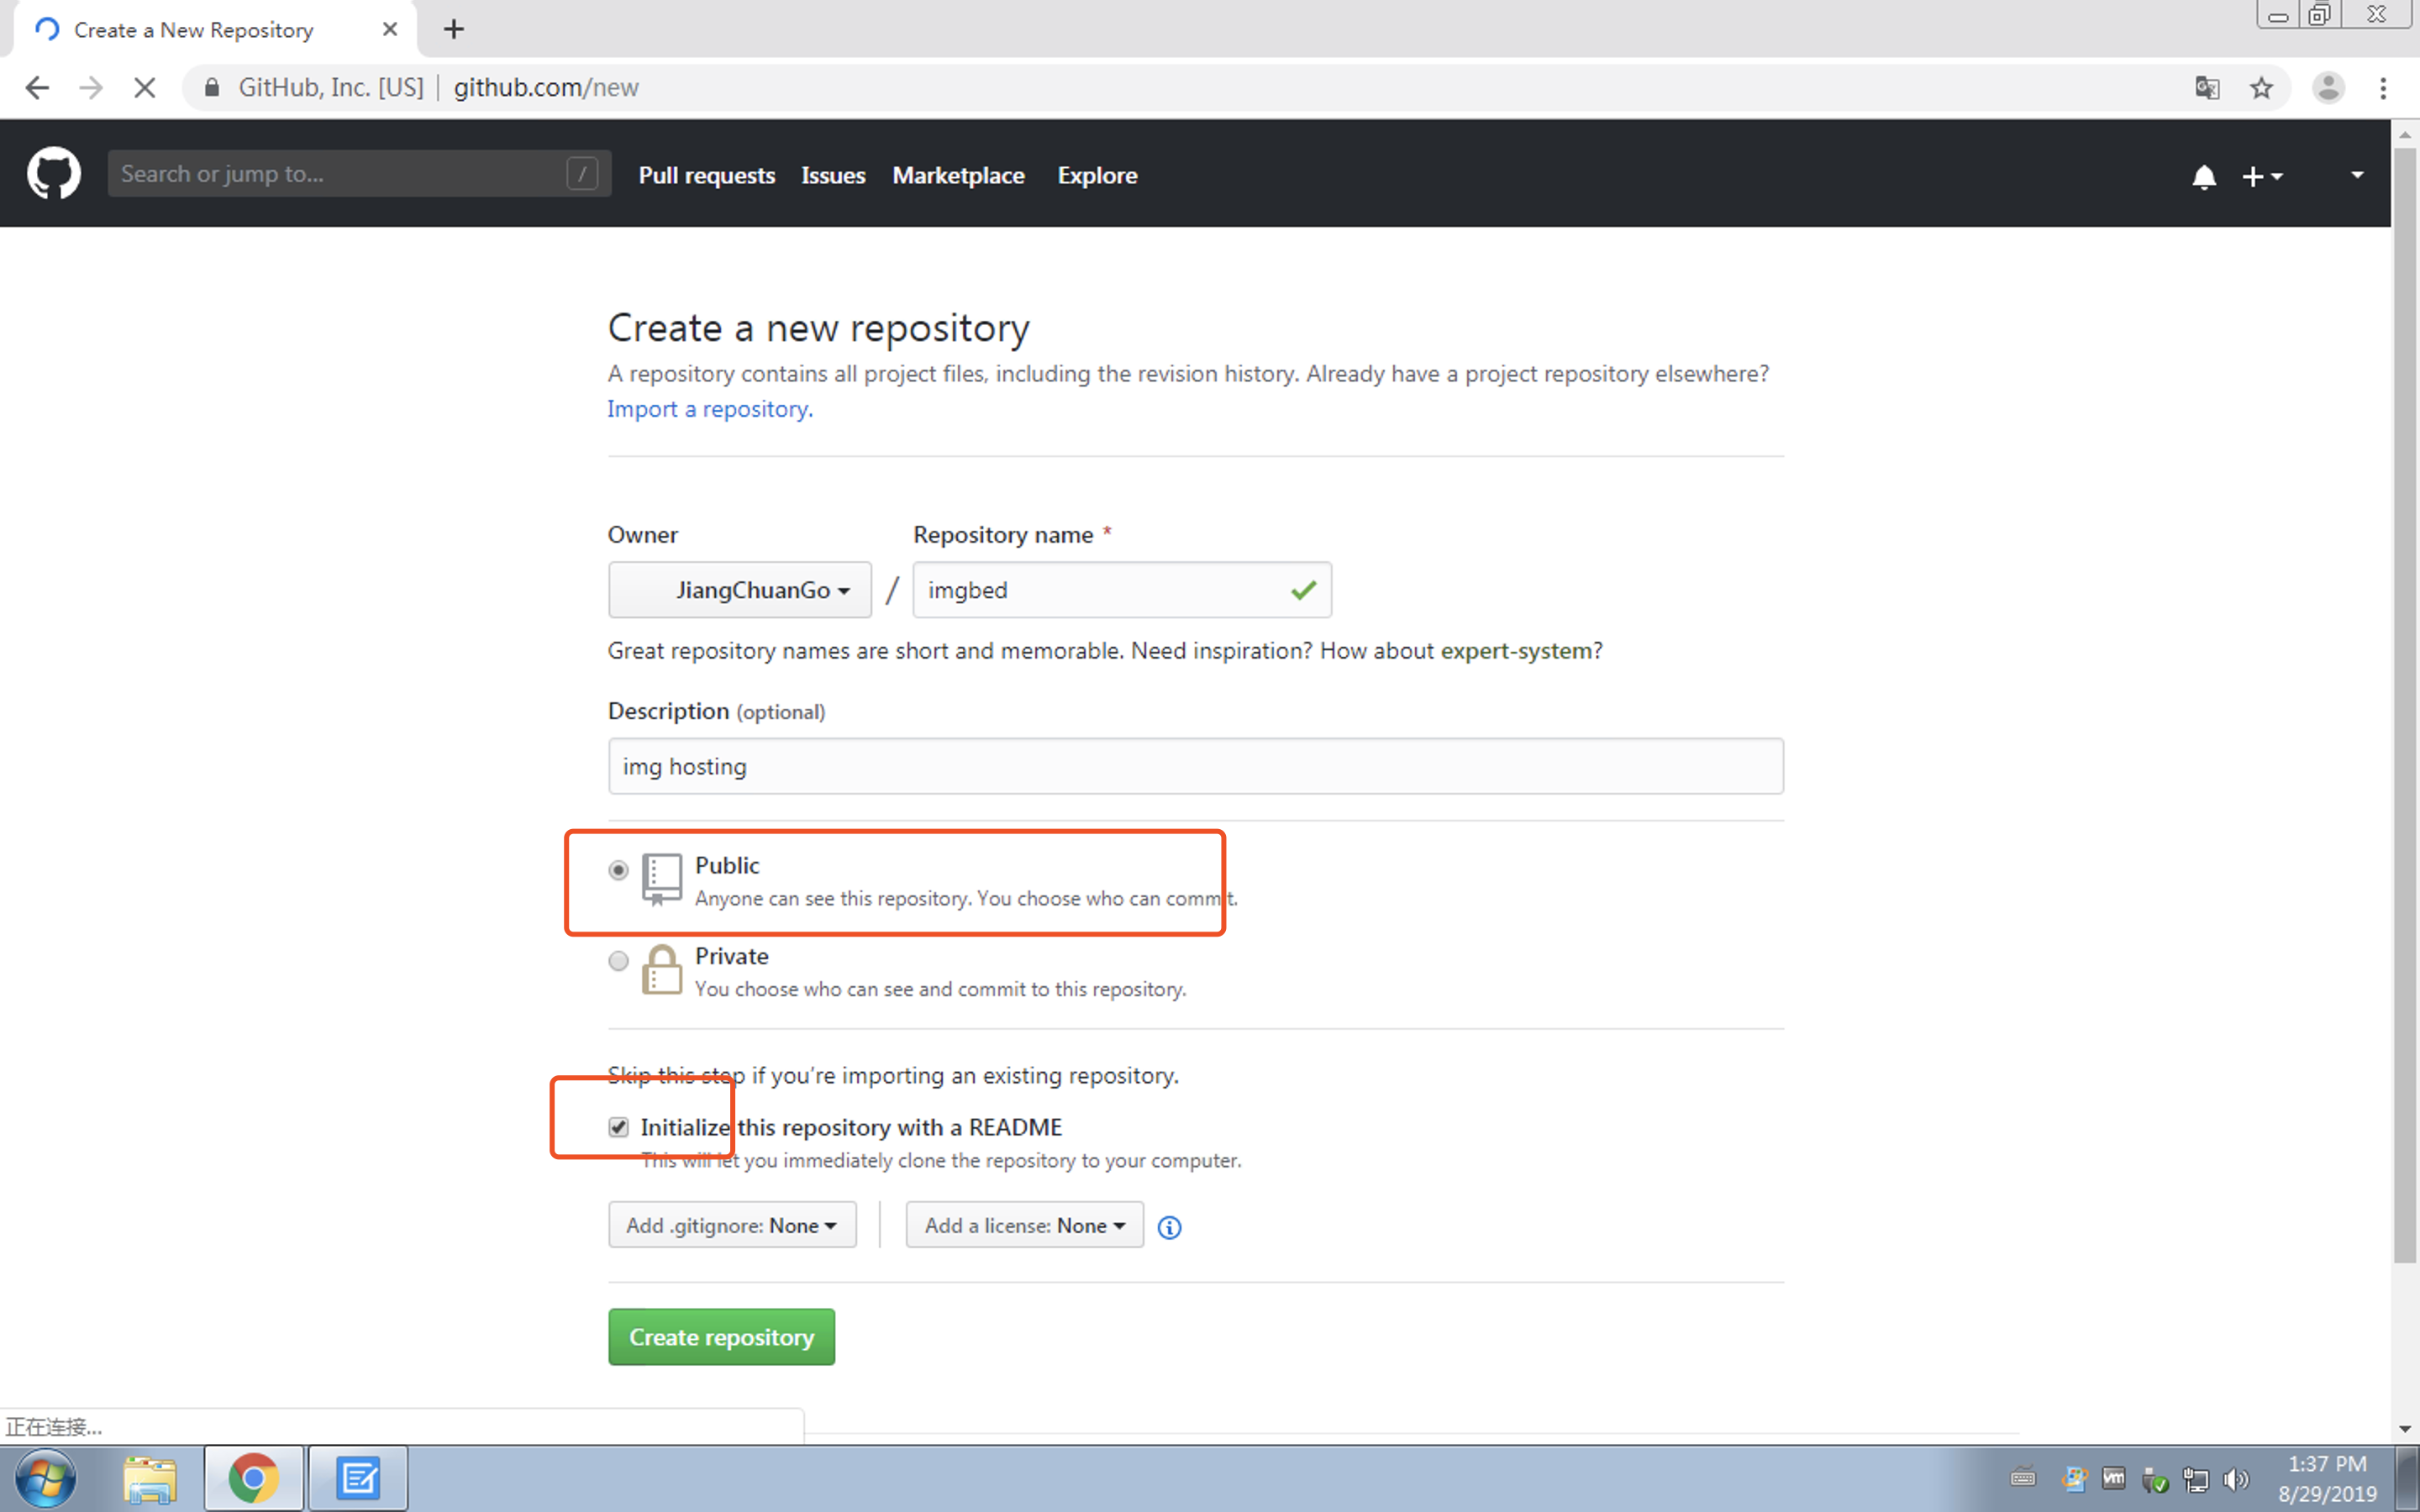 Create a New Repository
GitHub, Inc. [US] | github.com/new
Search or jump to... / Pull requests Issues Marketplace Explore
Create a new repository
A repository contains all project files, including the revision history. Already have a project repository elsewhere?
Import a repository.
Owner Repository name *
JiangChuanGo / imgbed
Great repository names are short and memorable. Need inspiration? How about expert-system?
Description (optional)
img hosting
Public
Anyone can see this repository. You choose who can commit.
Private
You choose who can see and commit to this repository.
Skip this step if you’re importing an existing repository.
Initialize this repository with a README
This will let you immediately clone the repository to your computer.
Add .gitignore: None Add a license: None
Create repository
正在连接...
vm
1:37 PM
8/29/2019